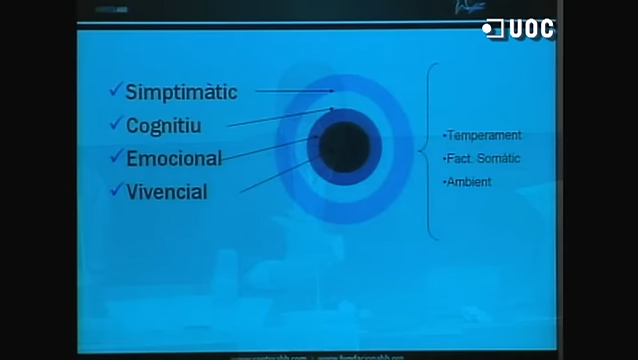 UOC
✓Simptimàtic
✓Cognitiu
✓Emocional
✓Vivencial
•Temperament
•Fact. Somàtic
•Ambient